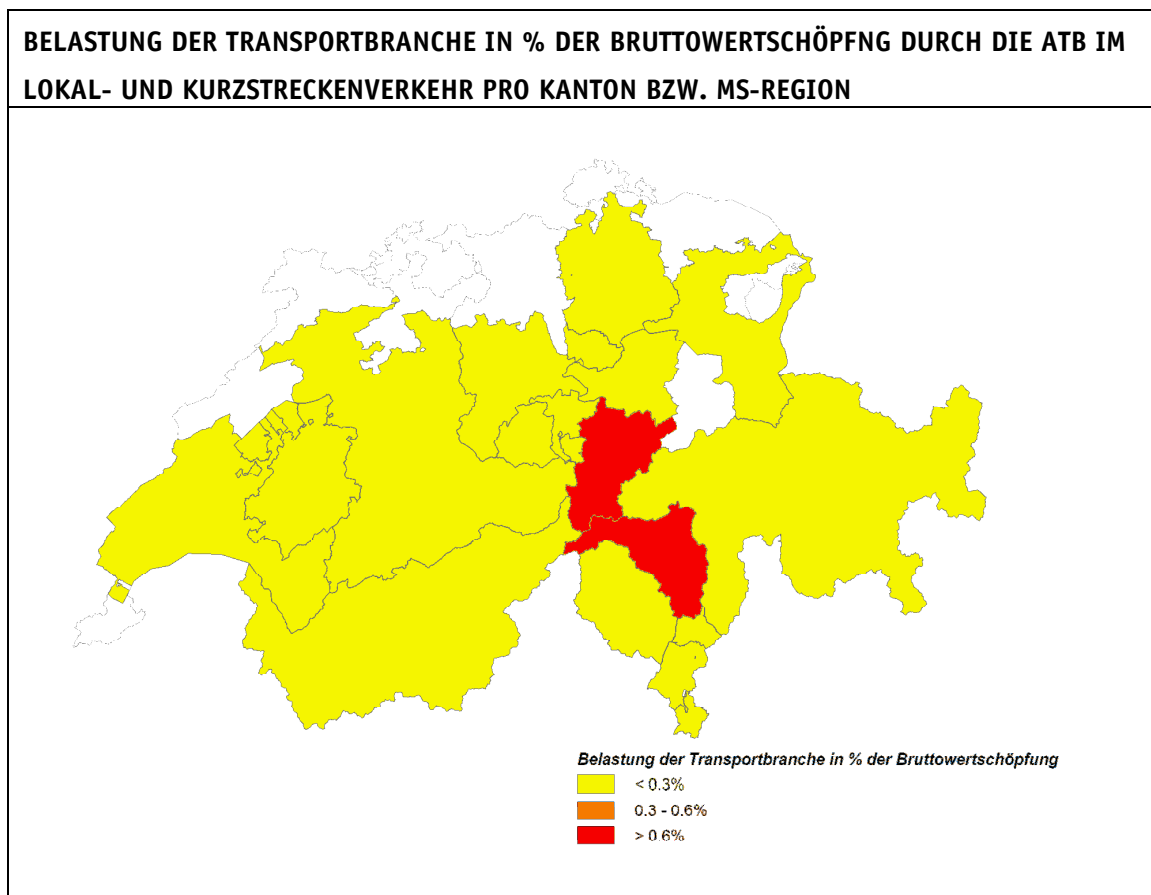 BELASTUNG DER TRANSPORTBRANCHE IN % DER BRUTTOWERTSCHÖPFNG DURCH DIE ATB IM
LOKAL- UND KURZSTRECKENVERKEHR PRO KANTON BZW. MS-REGION
Belastung der Transportbranche in % der Bruttowertschöpfung
< 0.3%
0.3 - 0.6%
> 0.6%